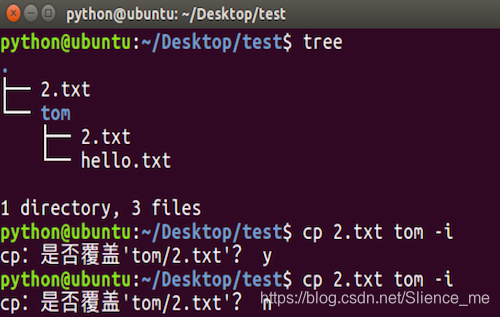 python@ubuntu: ~/Desktop/test
python@ubuntu:~/Desktop/test$ tree
.
├── 2.txt
└── tom
    ├── 2.txt
    └── hello.txt
1 directory, 3 files
python@ubuntu:~/Desktop/test$ cp 2.txt tom -i
cp：是否覆盖'tom/2.txt'？ y
python@ubuntu:~/Desktop/test$ cp 2.txt tom -i
cp：是否覆盖'tom/2.txt'？ n
https://blog.csdn.net/Slience_me